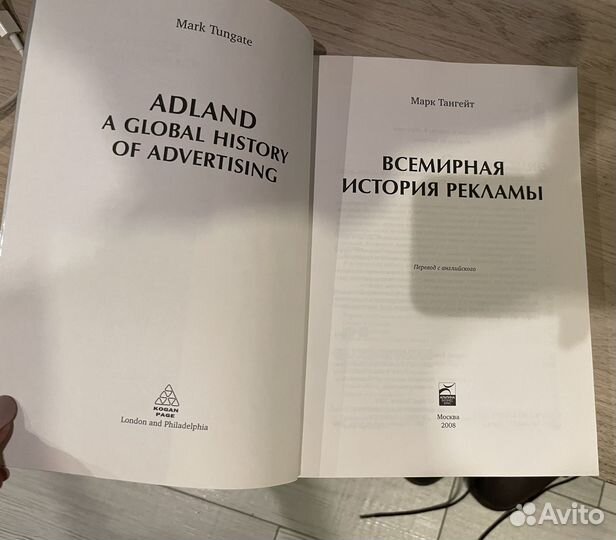 Mark Tungate
ADLAND
A GLOBAL HISTORY
OF ADVERTISING
KOGAN
PAGE
London and Philadelphia
Марк Тангейт
ВСЕМИРНАЯ
ИСТОРИЯ РЕКЛАМЫ
Перевод с английского
Москва
2008
Avito